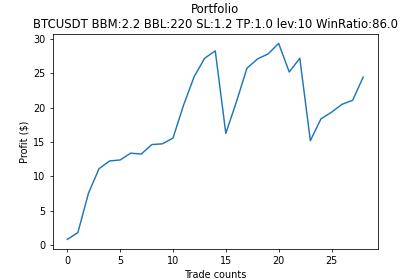 Portfolio
BTCUSDT BBM:2.2 BBL:220 SL:1.2 TP:1.0 lev:10 WinRatio:86.0
30
25
20
15
10
5
0
Profit ($)
0 5 10 15 20 25
Trade counts